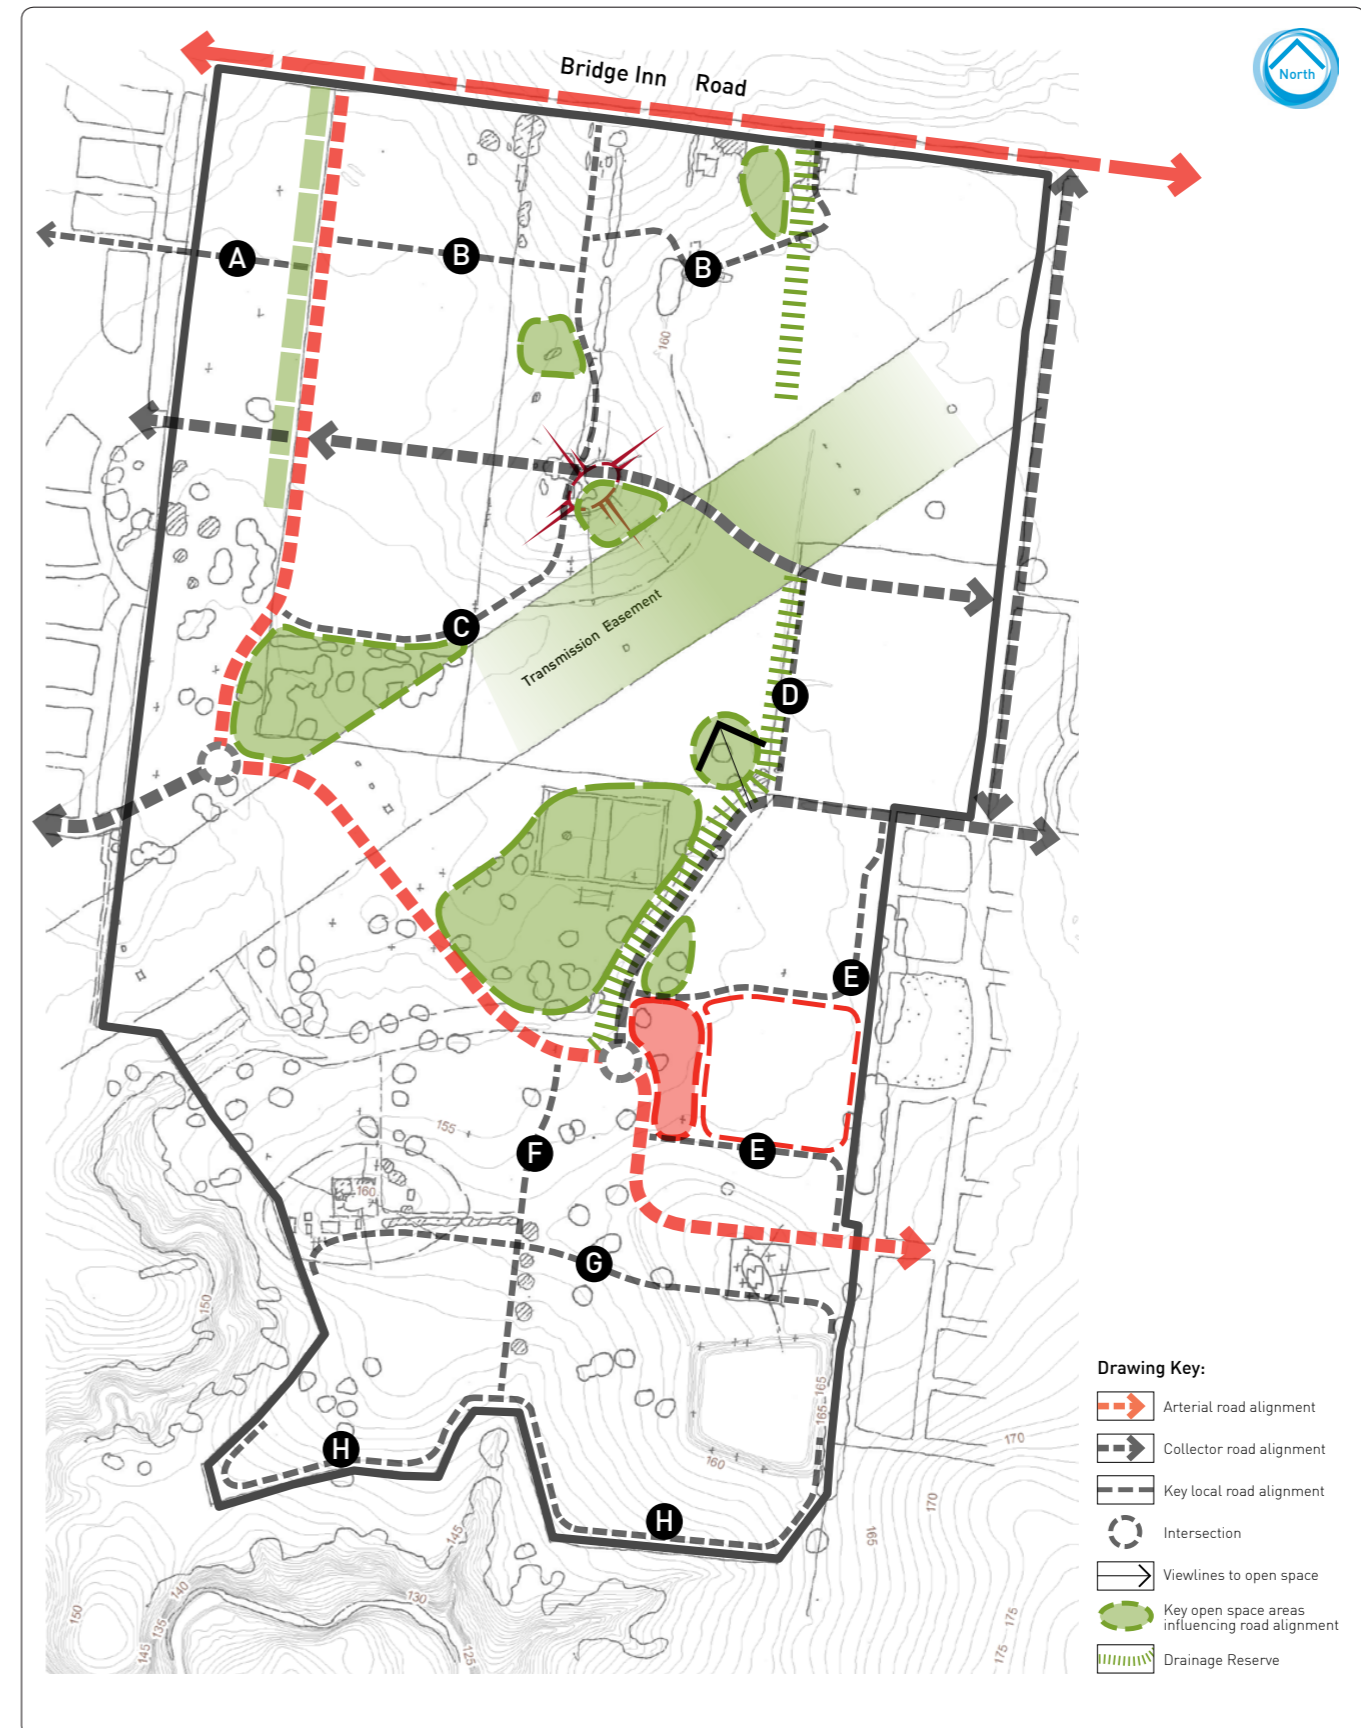 North
Bridge Inn Road
A
B
B
160
C
Transmission Easement
D
E
155
F
E
160
G
150
H
H
165
165
160
170
170
165
145
140
135
130
150
145
125
175
175
Drawing Key:
Arterial road alignment
Collector road alignment
Key local road alignment
Intersection
Viewlines to open space
Key open space areas
influencing road alignment
Drainage Reserve